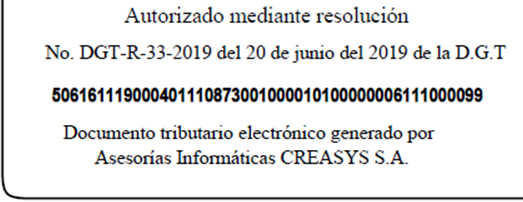 Autorizado mediante resolución
No. DGT-R-33-2019 del 20 de junio del 2019 de la D.G.T
50616111900040111087300100001010000000006111000099
Documento tributario electrónico generado por
Asesorías Informáticas CREASYS S.A.